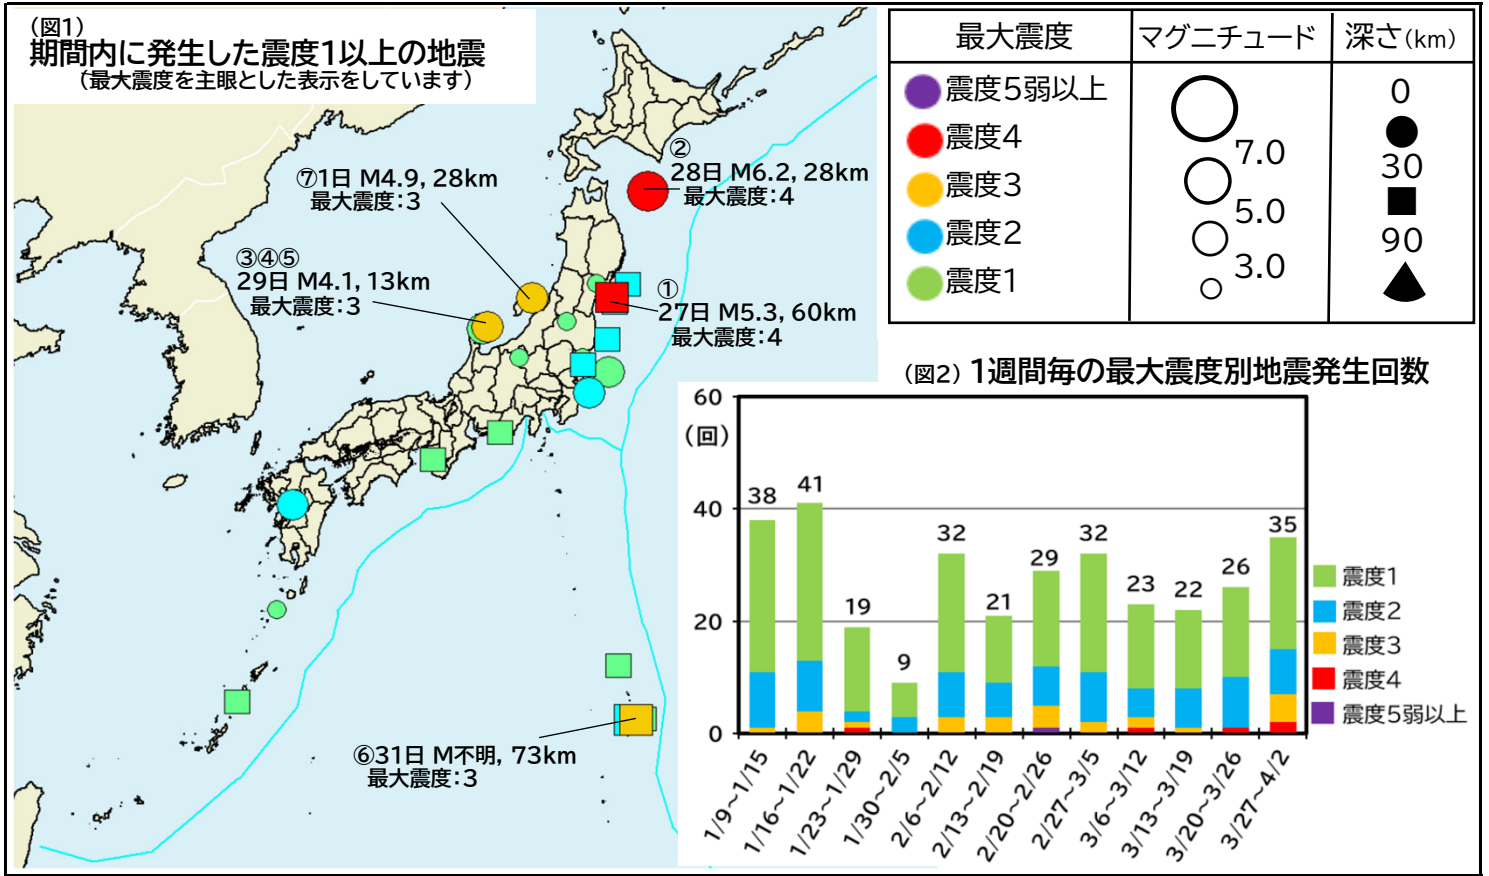 (図1)
期間内に発生した震度1以上の地震
(最大震度を主眼とした表示をしています)
②
28日 M6.2, 28km
最大震度:4
⑦1日 M4.9, 28km
最大震度:3
③④⑤
29日 M4.1, 13km
最大震度:3
①
27日 M5.3, 60km
最大震度:4
⑥31日 M不明, 73km
最大震度:3
最大震度 マグニチュード 深さ(km)
震度5弱以上
震度4
震度3
震度2
震度1
7.0
5.0
3.0
0
30
90
(図2) 1週間毎の最大震度別地震発生回数
60
(回)
40
20
0
38
41
19
9
32
21
29
32
23
22
26
35
1/9~1/15
1/16~1/22
1/23~1/29
1/30~2/5
2/6~2/12
2/13~2/19
2/20~2/26
2/27~3/5
3/6~3/12
3/13~3/19
3/20~3/26
3/27~4/2
震度1
震度2
震度3
震度4
震度5弱以上